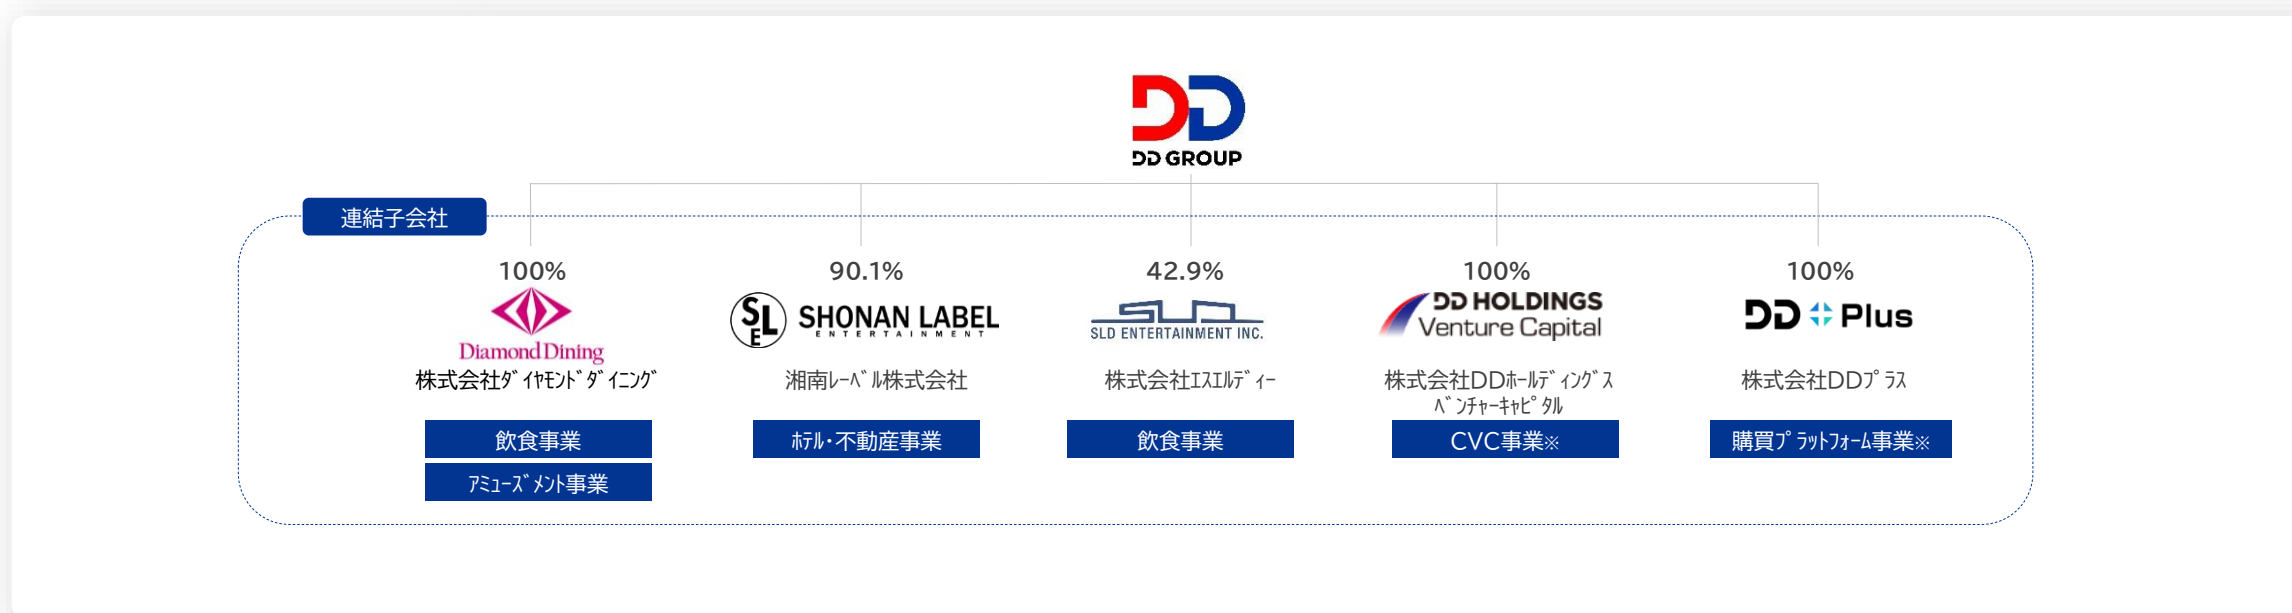 DD
DD GROUP
連結子会社
100%
Diamond Dining
株式会社ﾀﾞｲﾔﾓﾝﾄﾞﾀﾞｲﾆﾝｸﾞ
飲食事業
ｱﾐｭｰｽﾞﾒﾝﾄ事業
90.1%
SLE
SHONAN LABEL
ENTERTAINMENT
湘南ﾚｰﾍﾞﾙ株式会社
ﾎﾃﾙ･不動産事業
42.9%
SLD
SLD ENTERTAINMENT INC.
株式会社ｴｽｴﾙﾃﾞｨｰ
飲食事業
100%
DD HOLDINGS
Venture Capital
株式会社DDﾎｰﾙﾃﾞｨﾝｸﾞｽ
ﾍﾞﾝﾁｬｰｷｬﾋﾟﾀﾙ
CVC事業※
100%
DD Plus
株式会社DDﾌﾟﾗｽ
購買ﾌﾟﾗｯﾄﾌｫｰﾑ事業※